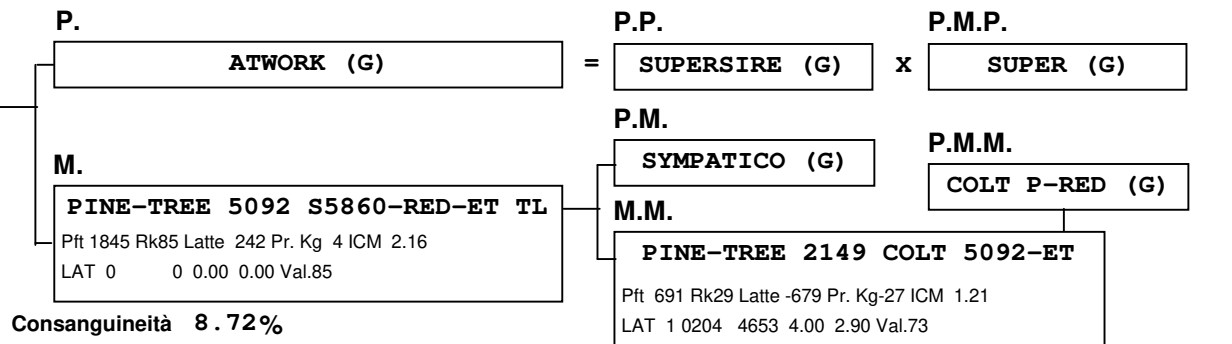 P.
ATWORK (G)
=
P.P.
SUPERSIRE (G)
x
P.M.P.
SUPER (G)
P.M.
SYMPATICO (G)
P.M.M.
COLT P-RED (G)
M.
PINE-TREE 5092 S5860-RED-ET TL
Pft 1845 Rk85 Latte 242 Pr. Kg 4 ICM 2.16
LAT 0 0 0.00 0.00 Val.85
M.M.
PINE-TREE 2149 COLT 5092-ET
Pft 691 Rk29 Latte -679 Pr. Kg-27 ICM 1.21
LAT 1 0204 4653 4.00 2.90 Val.73
Consanguineità 8.72%